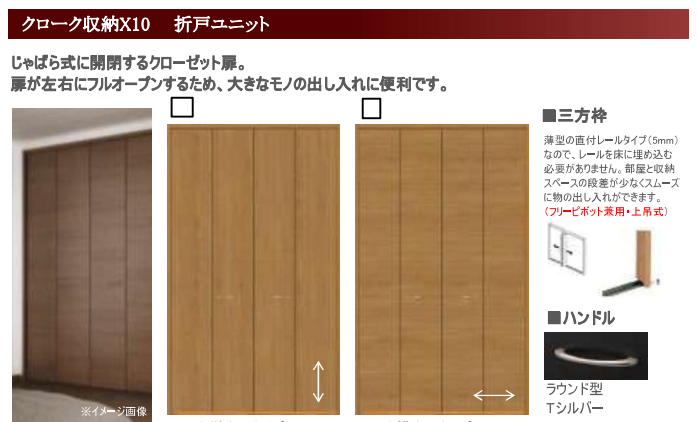 クローク収納X10　折戸ユニット
じゃばら式に開閉するクローゼット扉。
扉が左右にフルオープンするため、大きなモノの出し入れに便利です。
■三方枠
薄型の直付レールタイプ（5mm）
なので、レールを床に埋め込む
必要がありません。部屋と収納
スペースの段差が少なくスムーズ
に物の出し入れができます。
（フリーピボット兼用・上吊式）
■ハンドル
ラウンド型
Tシルバー
※イメージ画像